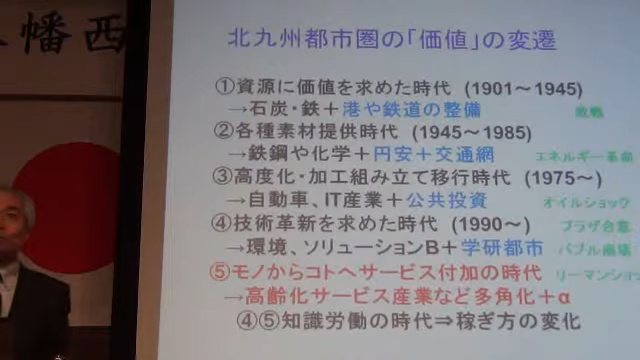 幡西
北九州都市圏の「価値」の変遷
①資源に価値を求めた時代 (1901～1945)
→石炭・鉄＋港や鉄道の整備 敗戦
②各種素材提供時代 (1945～1985)
→鉄鋼や化学＋円安＋交通網 エネルギー革命
③高度化・加工組み立て移行時代 (1975～)
→自動車、IT産業＋公共投資 オイルショック
④技術革新を求めた時代 (1990～) プラザ合意
→環境、ソリューションB＋学研都市 バブル崩壊
⑤モノからコトへサービス付加の時代 リーマンショ
→高齢化サービス産業など多角化＋α
④⑤知識労働の時代⇒稼ぎ方の変化